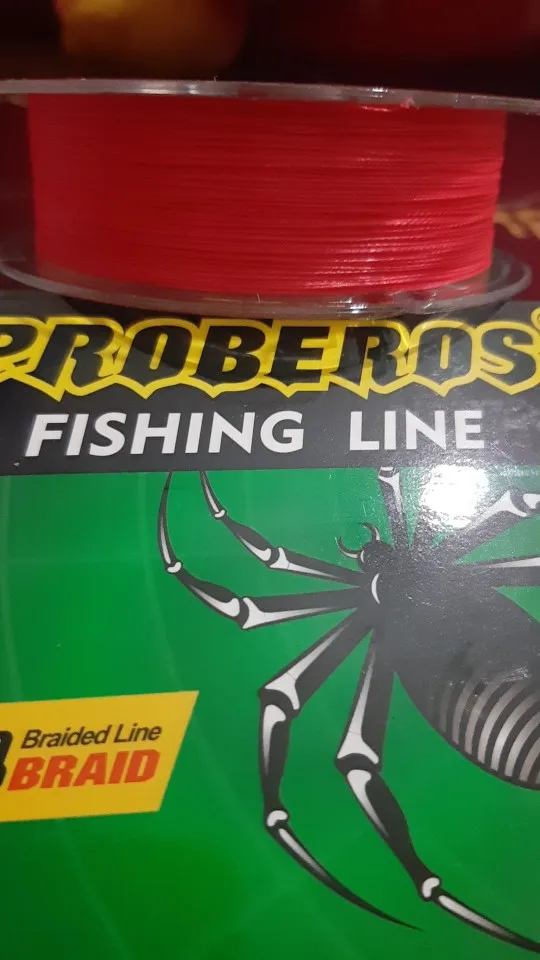 PROBEROS
FISHING LINE
Braided Line
BRAID